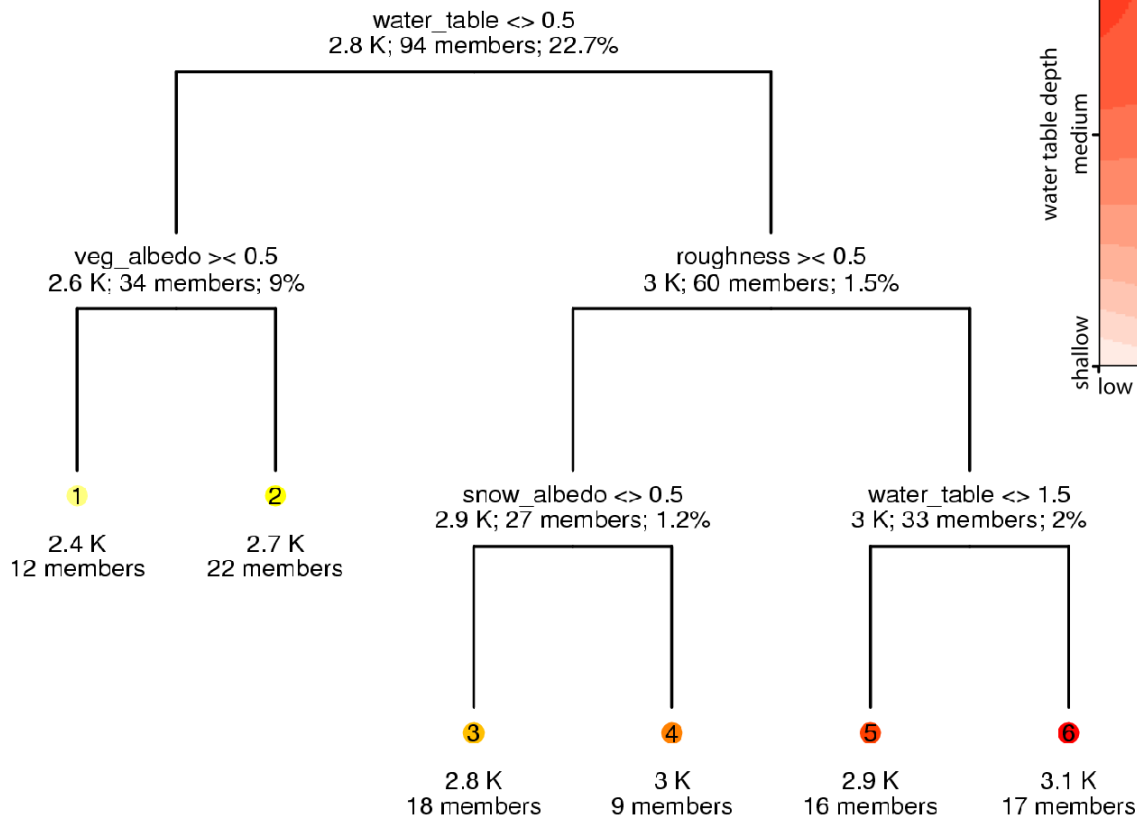 water_table <> 0.5
2.8 K; 94 members; 22.7%
veg_albedo >< 0.5
2.6 K; 34 members; 9%
roughness >< 0.5
3 K; 60 members; 1.5%
1
2.4 K
12 members
2
2.7 K
22 members
snow_albedo <> 0.5
2.9 K; 27 members; 1.2%
water_table <> 1.5
3 K; 33 members; 2%
3
2.8 K
18 members
4
3 K
9 members
5
2.9 K
16 members
6
3.1 K
17 members
water table depth
medium
shallow
low